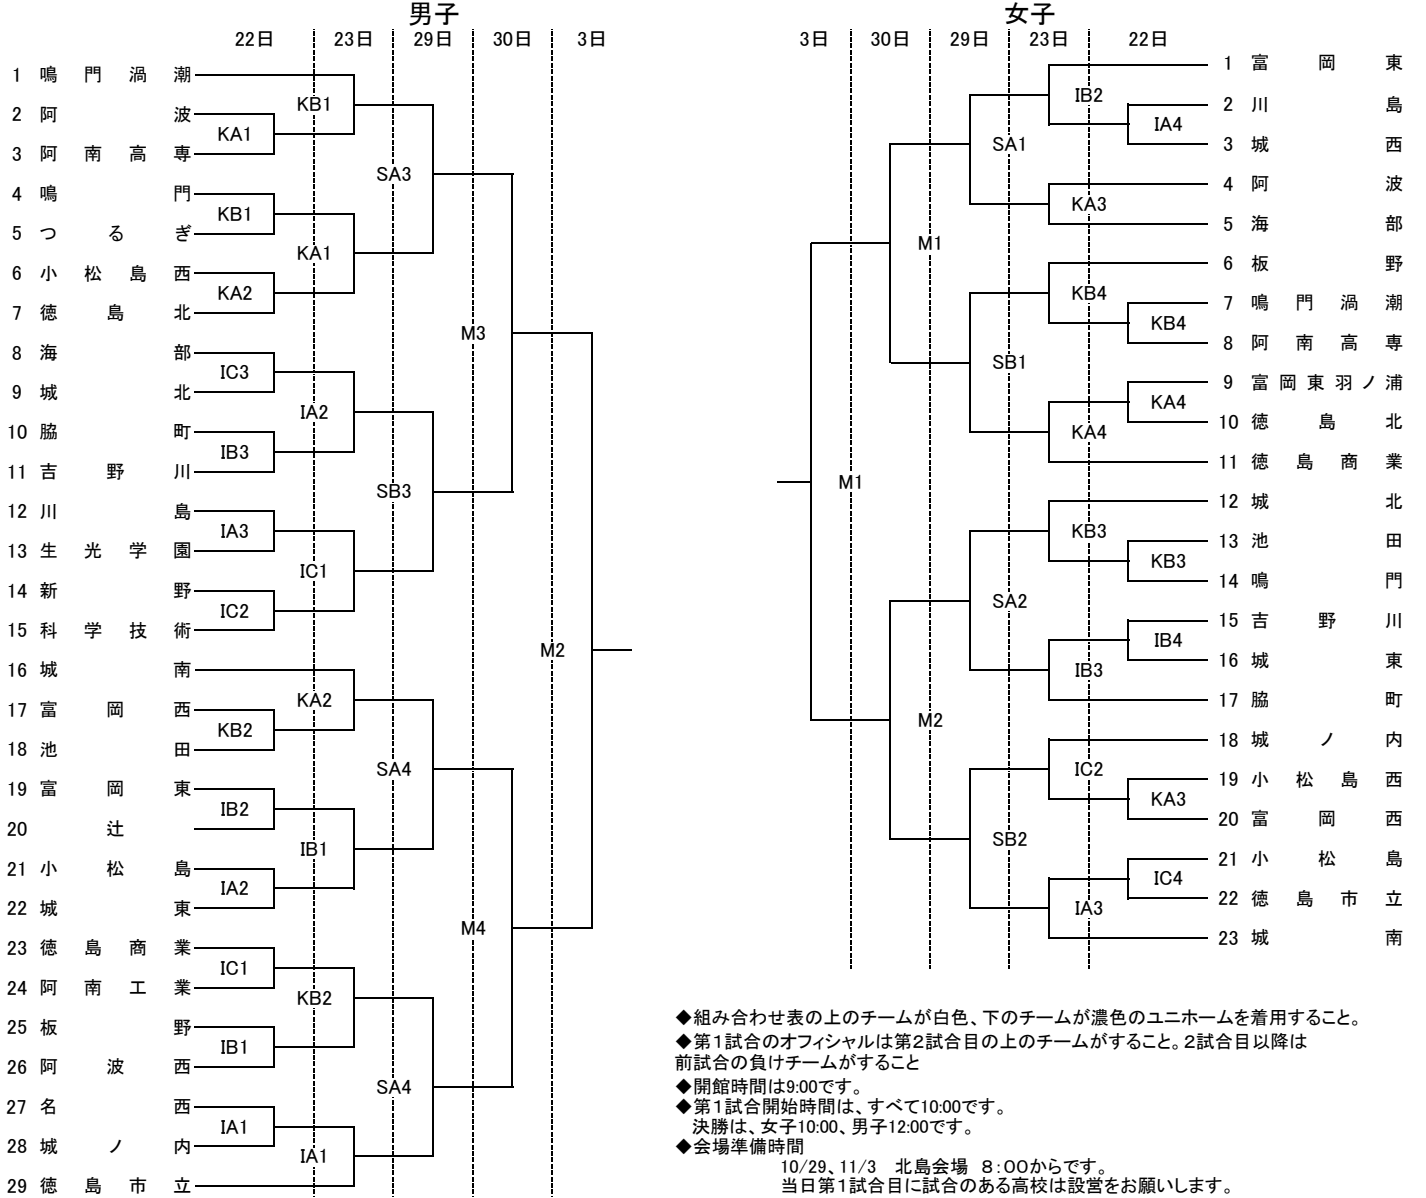 男子
22日 23日 29日 30日 3日
1 鳴門渦潮
2 阿波
3 阿南高専
4 鳴門
5 つるぎ
6 小松島西
7 徳島北
8 海部
9 城北
10 脇町
11 吉野川
12 川島
13 生光学園
14 新野
15 科学技術
16 城南
17 富岡西
18 池田
19 富岡東
20 辻
21 小松島
22 城東
23 徳島商業
24 阿南工業
25 板野
26 阿波西
27 名西
28 城ノ内
29 徳島市立
KA1
KB1
KA2
IC3
IB3
IA3
IC2
KB2
IB2
IA2
IC1
IB1
IA1
KB1
KA1
IA2
IC1
KA2
IB1
KB2
IA1
SA3
SB3
SA4
SA4
M3
M4
M2
女子
3日 30日 29日 23日 22日
1 富岡東
2 川島
3 城西
4 阿波
5 海部
6 板野
7 鳴門渦潮
8 阿南高専
9 富岡東羽ノ浦
10 徳島北
11 徳島商業
12 城北
13 池田
14 鳴門
15 吉野川
16 城東
17 脇町
18 城ノ内
19 小松島西
20 富岡西
21 小松島
22 徳島市立
23 城南
IA4
KB4
KA4
KB3
IB4
KA3
IC4
IB2
KA3
KB4
KA4
KB3
IB3
IC2
IA3
SA1
SB1
SA2
SB2
M1
M2
M1
◆組み合わせ表の上のチームが白色、下のチームが濃色のユニホームを着用すること。
◆第1試合のオフィシャルは第2試合目の上のチームがすること。2試合目以降は
前試合の負けチームがすること
◆開館時間は9:00です。
◆第1試合開始時間は、すべて10:00です。
決勝は、女子10:00、男子12:00です。
◆会場準備時間
10/29、11/3 北島会場 8:00からです。
当日第1試合目に試合のある高校は設営をお願いします。